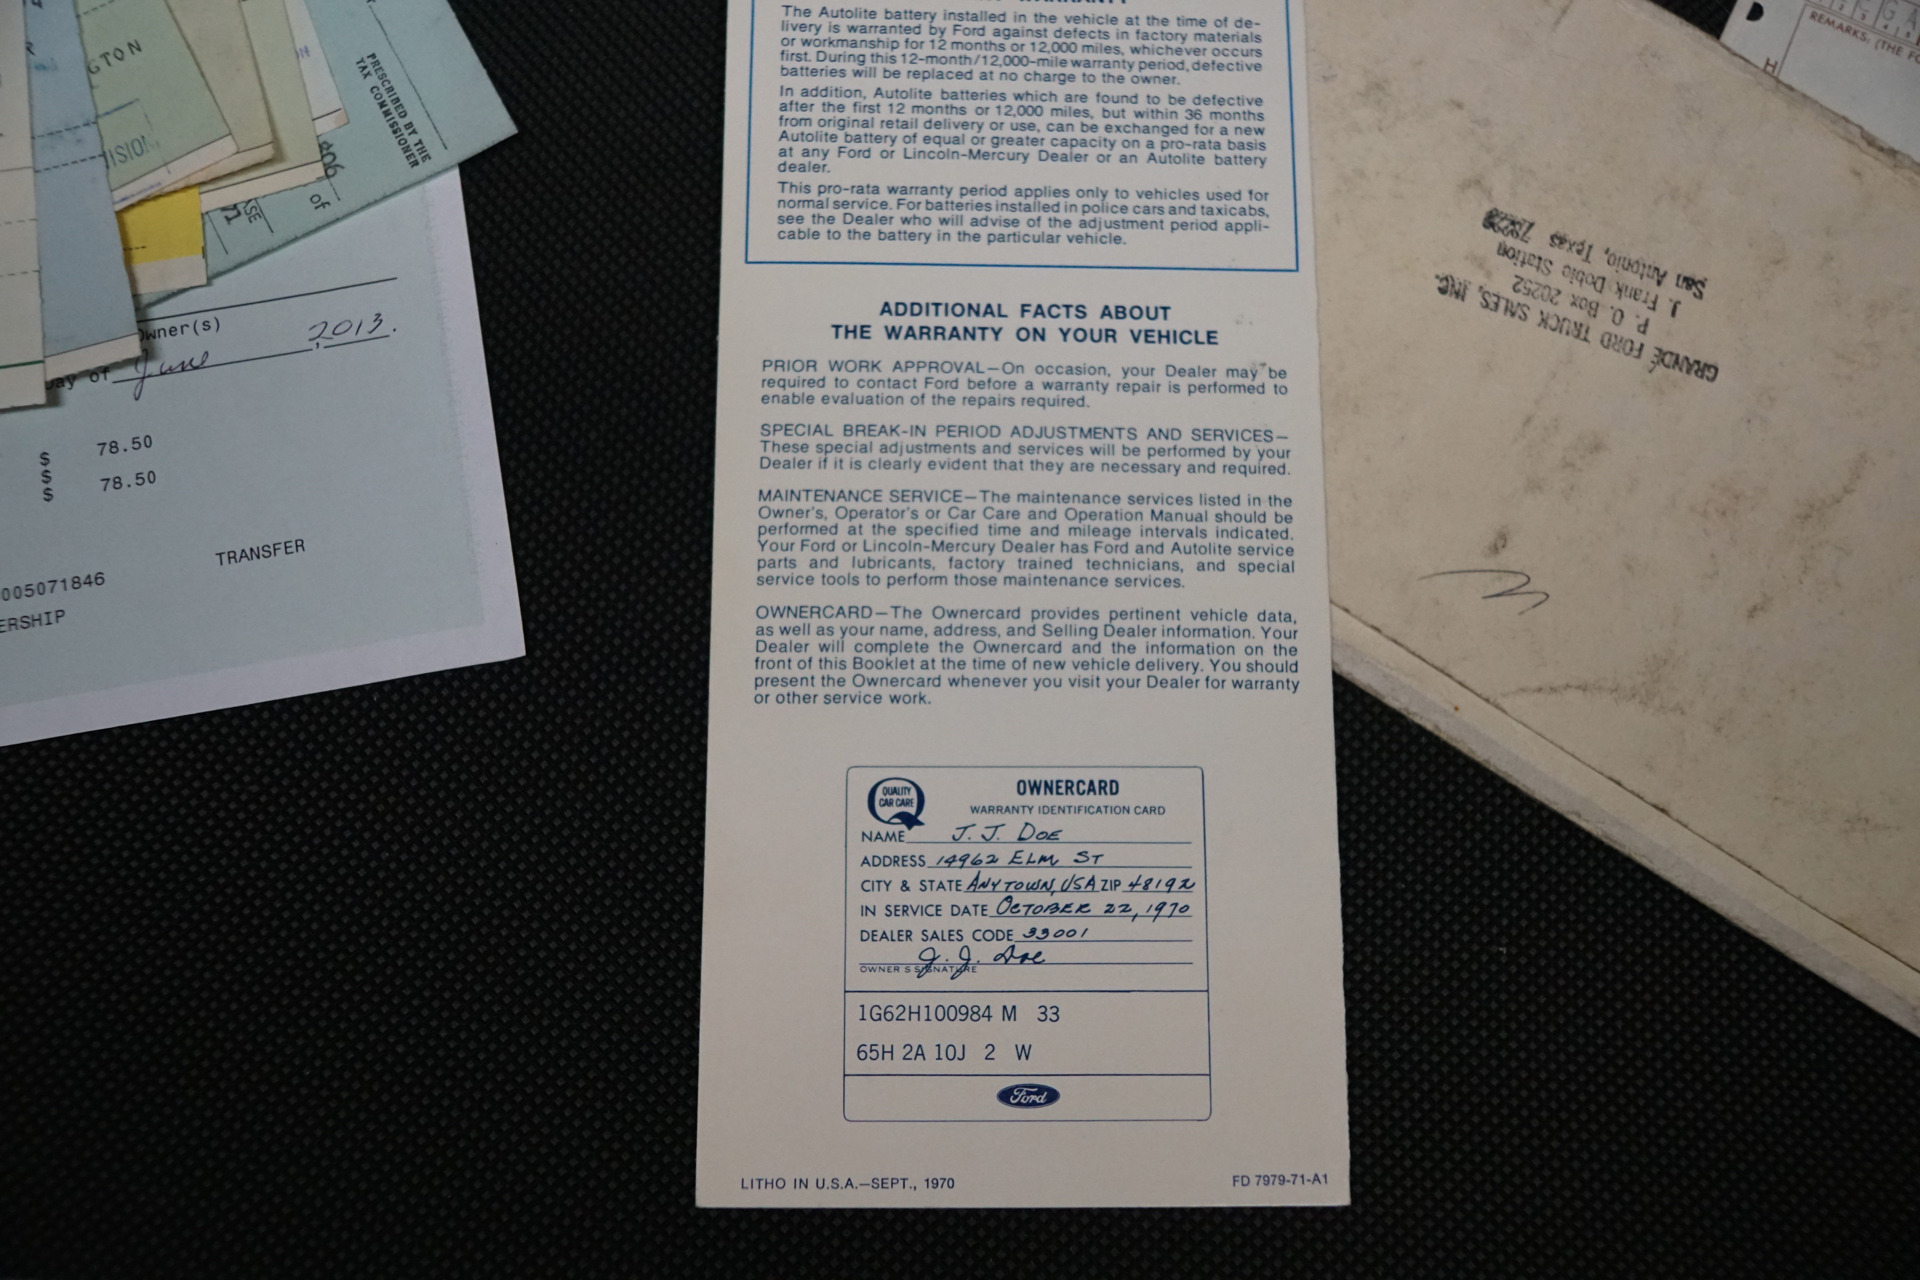 GTON
VISION
PRESCRIBED BY THE
TAX COMMISSIONER
806
of
Owner(s)
Day of June, 2013.
$ 78.50
$
$ 78.50
TRANSFER
005071846
ERSHIP
The Autolite battery installed in the vehicle at the time of de-
livery is warranted by Ford against defects in factory materials
or workmanship for 12 months or 12,000 miles, whichever occurs
first. During this 12-month/12,000-mile warranty period, defective
batteries will be replaced at no charge to the owner.
In addition, Autolite batteries which are found to be defective
after the first 12 months or 12,000 miles, but within 36 months
from original retail delivery or use, can be exchanged for a new
Autolite battery of equal or greater capacity on a pro-rata basis
at any Ford or Lincoln-Mercury Dealer or an Autolite battery
dealer.
This pro-rata warranty period applies only to vehicles used for
normal service. For batteries installed in police cars and taxicabs,
see the Dealer who will advise of the adjustment period appli-
cable to the battery in the particular vehicle.
ADDITIONAL FACTS ABOUT
THE WARRANTY ON YOUR VEHICLE
PRIOR WORK APPROVAL—On occasion, your Dealer may be
required to contact Ford before a warranty repair is performed to
enable evaluation of the repairs required.
SPECIAL BREAK-IN PERIOD ADJUSTMENTS AND SERVICES—
These special adjustments and services will be performed by your
Dealer if it is clearly evident that they are necessary and required.
MAINTENANCE SERVICE—The maintenance services listed in the
Owner's, Operator's or Car Care and Operation Manual should be
performed at the specified time and mileage intervals indicated.
Your Ford or Lincoln-Mercury Dealer has Ford and Autolite service
parts and lubricants, factory trained technicians, and special
service tools to perform those maintenance services.
OWNERCARD—The Ownercard provides pertinent vehicle data,
as well as your name, address, and Selling Dealer information. Your
Dealer will complete the Ownercard and the information on the
front of this Booklet at the time of new vehicle delivery. You should
present the Ownercard whenever you visit your Dealer for warranty
or other service work.
QUALITY
CAR CARE
OWNERCARD
WARRANTY IDENTIFICATION CARD
NAME J. J. DOE
ADDRESS 14962 ELM ST
CITY & STATE ANYTOWN, USA ZIP 48192
IN SERVICE DATE OCTOBER 22, 1970
DEALER SALES CODE 33001
J. J. Doe
OWNER'S SIGNATURE
1G62H100984 M 33
65H 2A 10J 2 W
Ford
LITHO IN U.S.A.—SEPT., 1970
FD 7979-71-A1
GRANDE FORD TRUCK SALES, INC.
P. O. Box 20252
J. Frank Dobie Station
San Antonio, Texas
D
H
REMARKS, (THE FO